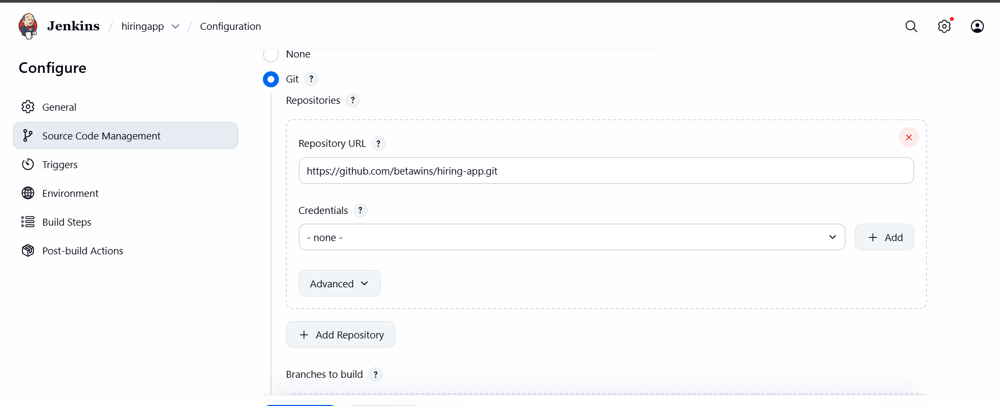 Jenkins / hiringapp / Configuration
Configure
General
Source Code Management
Triggers
Environment
Build Steps
Post-build Actions
None
Git ?
Repositories ?
Repository URL ?
https://github.com/betawins/hiring-app.git
Credentials ?
- none -
+ Add
Advanced
+ Add Repository
Branches to build ?